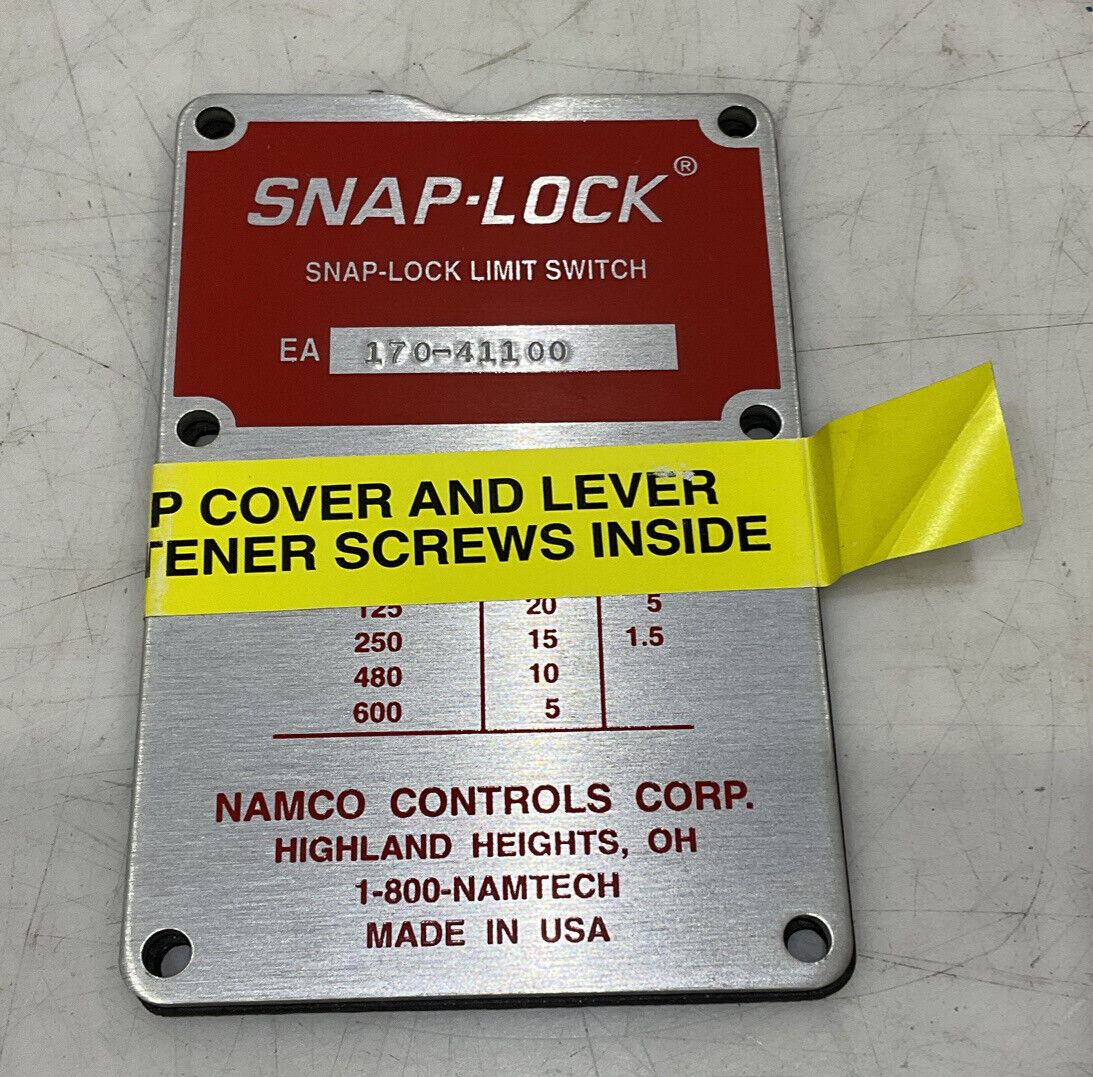 SNAP-LOCK®
SNAP-LOCK LIMIT SWITCH
EA 170-41100
P COVER AND LEVER
TENER SCREWS INSIDE
125 20 5
250 15 1.5
480 10
600 5
NAMCO CONTROLS CORP.
HIGHLAND HEIGHTS, OH
1-800-NAMTECH
MADE IN USA